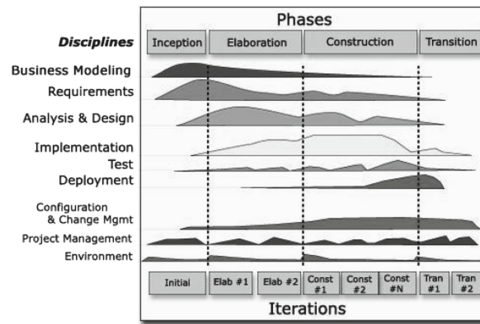 Phases
Disciplines
Inception Elaboration Construction Transition
Business Modeling
Requirements
Analysis & Design
Implementation
Test
Deployment
Configuration
& Change Mgmt
Project Management
Environment
Initial Elab #1 Elab #2 Const #1 Const #2 Const #N Tran #1 Tran #2
Iterations